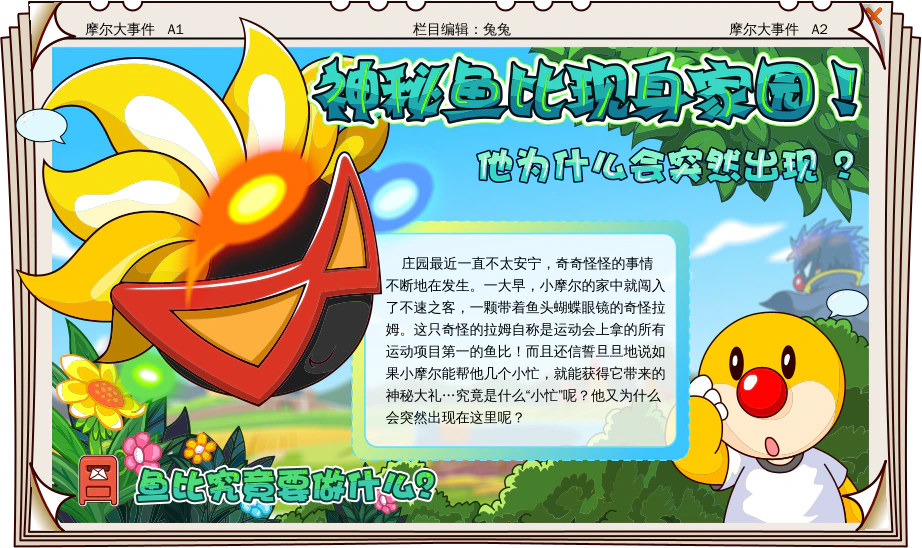 摩尔大事件 A1
栏目编辑：兔兔
摩尔大事件 A2
神秘鱼比现身家园！
他为什么会突然出现？
庄园最近一直不太安宁，奇奇怪怪的事情
不断地在发生。一大早，小摩尔的家中就闯入
了不速之客，一颗带着鱼头蝴蝶眼镜的奇怪拉
姆。这只奇怪的拉姆自称是运动会上拿的所有
运动项目第一的鱼比！而且还信誓旦旦地说如
果小摩尔能帮他几个小忙，就能获得它带来的
神秘大礼…究竟是什么“小忙”呢？他又为什么
会突然出现在这里呢？
鱼比究竟要做什么？